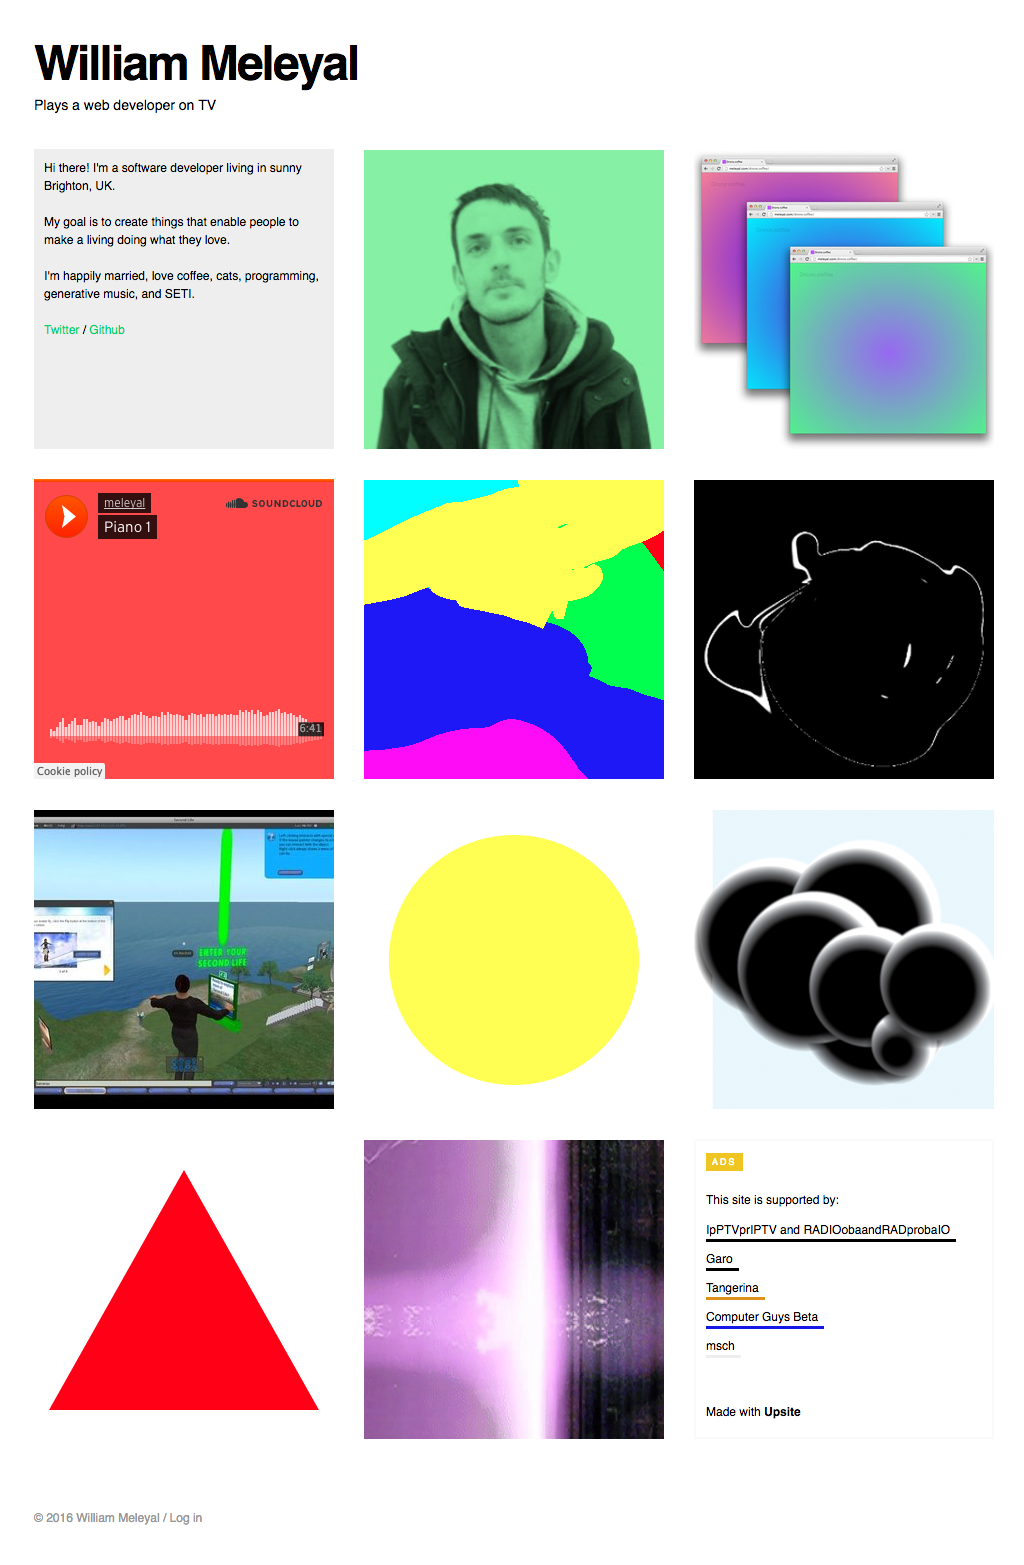 William Meleyal
Plays a web developer on TV
Hi there! I'm a software developer living in sunny
Brighton, UK.
My goal is to create things that enable people to
make a living doing what they love.
I'm happily married, love coffee, cats, programming,
generative music, and SETI.
Twitter / Github
meleyal
Piano 1
SOUNDCLOUD
6:41
Cookie policy
ENTER YOUR
SECOND LIFE
ADS
This site is supported by:
IpPTVprIPTV and RADIOobaandRADprobaIO
Garo
Tangerina
Computer Guys Beta
msch
Made with Upsite
© 2016 William Meleyal / Log in